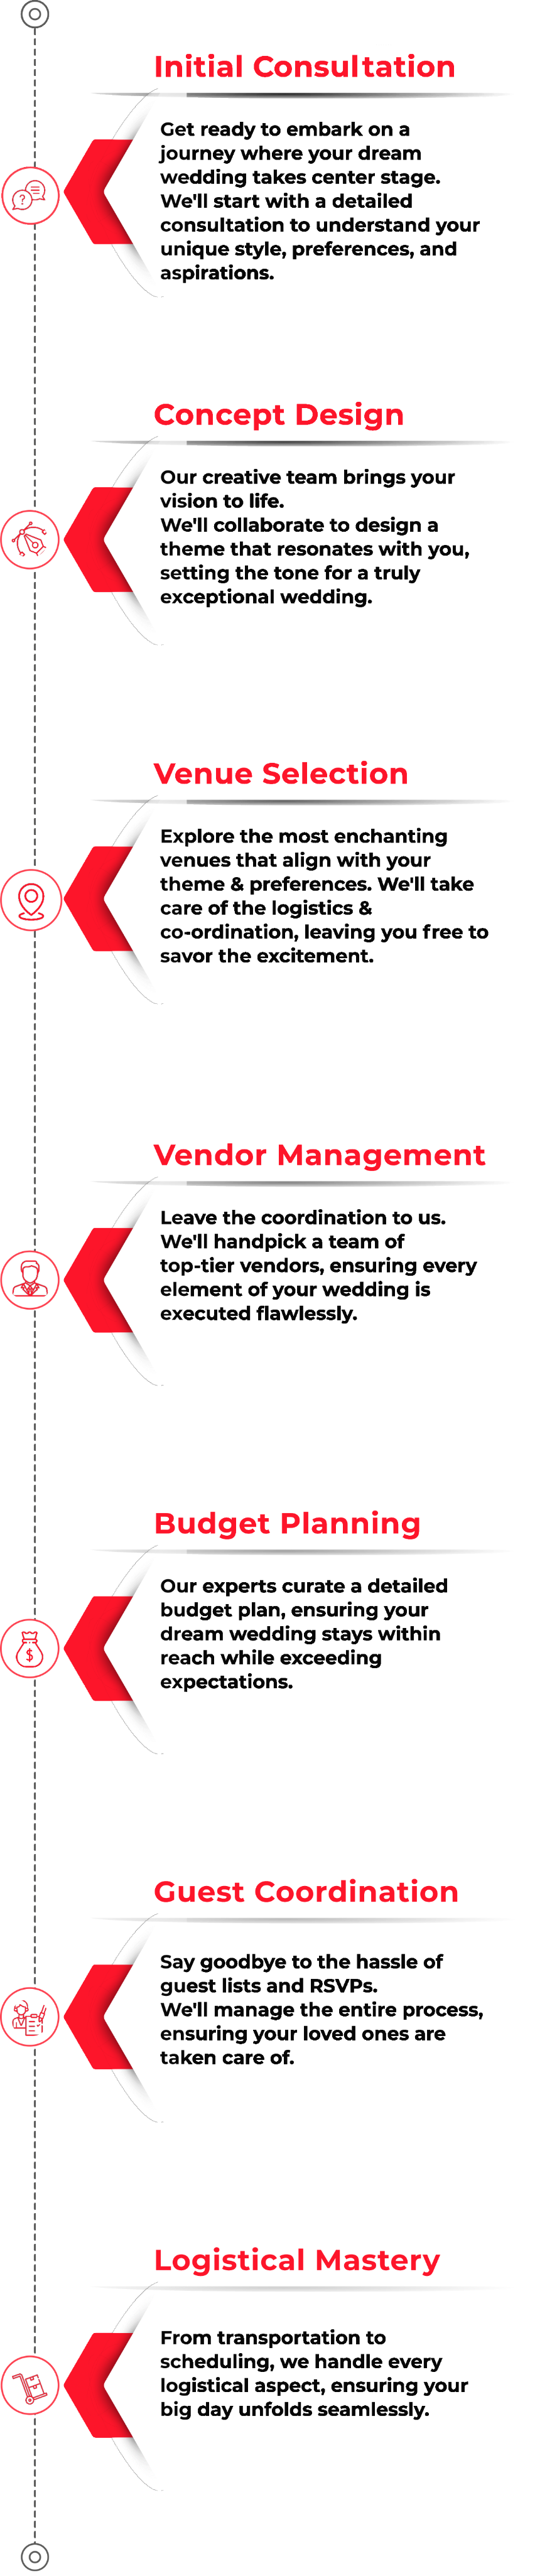 Initial Consultation
Get ready to embark on a
journey where your dream
wedding takes center stage.
We'll start with a detailed
consultation to understand your
unique style, preferences, and
aspirations.
?
Concept Design
Our creative team brings your
vision to life.
We'll collaborate to design a
theme that resonates with you,
setting the tone for a truly
exceptional wedding.
Venue Selection
Explore the most enchanting
venues that align with your
theme & preferences. We'll take
care of the logistics &
co-ordination, leaving you free to
savor the excitement.
Vendor Management
Leave the coordination to us.
We'll handpick a team of
top-tier vendors, ensuring every
element of your wedding is
executed flawlessly.
Budget Planning
Our experts curate a detailed
budget plan, ensuring your
dream wedding stays within
reach while exceeding
expectations.
$
Guest Coordination
Say goodbye to the hassle of
guest lists and RSVPs.
We'll manage the entire process,
ensuring your loved ones are
taken care of.
Logistical Mastery
From transportation to
scheduling, we handle every
logistical aspect, ensuring your
big day unfolds seamlessly.